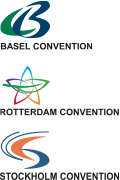 BASEL CONVENTION
ROTTERDAM CONVENTION
STOCKHOLM CONVENTION